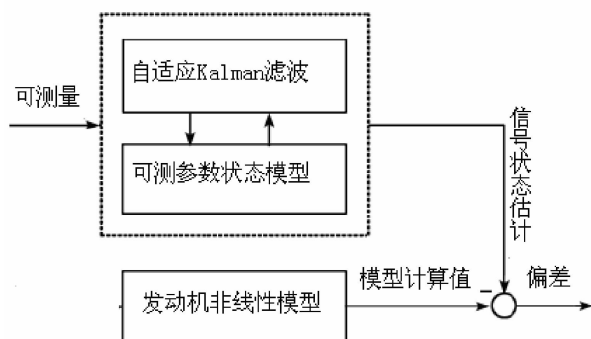 自适应Kalman滤波
可测量
可测参数状态模型
信号状态估计
发动机非线性模型
模型计算值
偏差